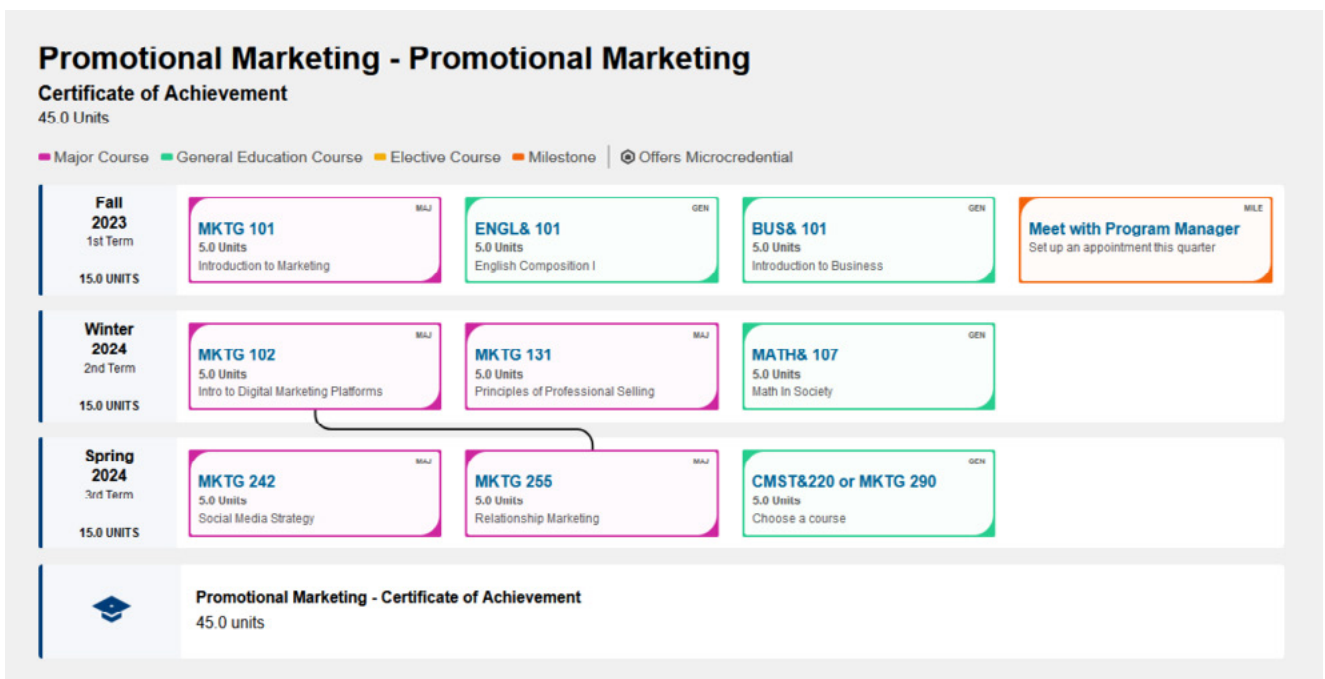 Promotional Marketing - Promotional Marketing
Certificate of Achievement
45.0 Units
Major Course General Education Course Elective Course Milestone Offers Microcredential
Fall
2023
1st Term
15.0 UNITS
MAJ
MKTG 101
5.0 Units
Introduction to Marketing
GEN
ENGL& 101
5.0 Units
English Composition I
GEN
BUS& 101
5.0 Units
Introduction to Business
MILE
Meet with Program Manager
Set up an appointment this quarter
Winter
2024
2nd Term
15.0 UNITS
MAJ
MKTG 102
5.0 Units
Intro to Digital Marketing Platforms
MAJ
MKTG 131
5.0 Units
Principles of Professional Selling
GEN
MATH& 107
5.0 Units
Math In Society
Spring
2024
3rd Term
15.0 UNITS
MAJ
MKTG 242
5.0 Units
Social Media Strategy
MAJ
MKTG 255
5.0 Units
Relationship Marketing
GEN
CMST&220 or MKTG 290
5.0 Units
Choose a course
Promotional Marketing - Certificate of Achievement
45.0 units